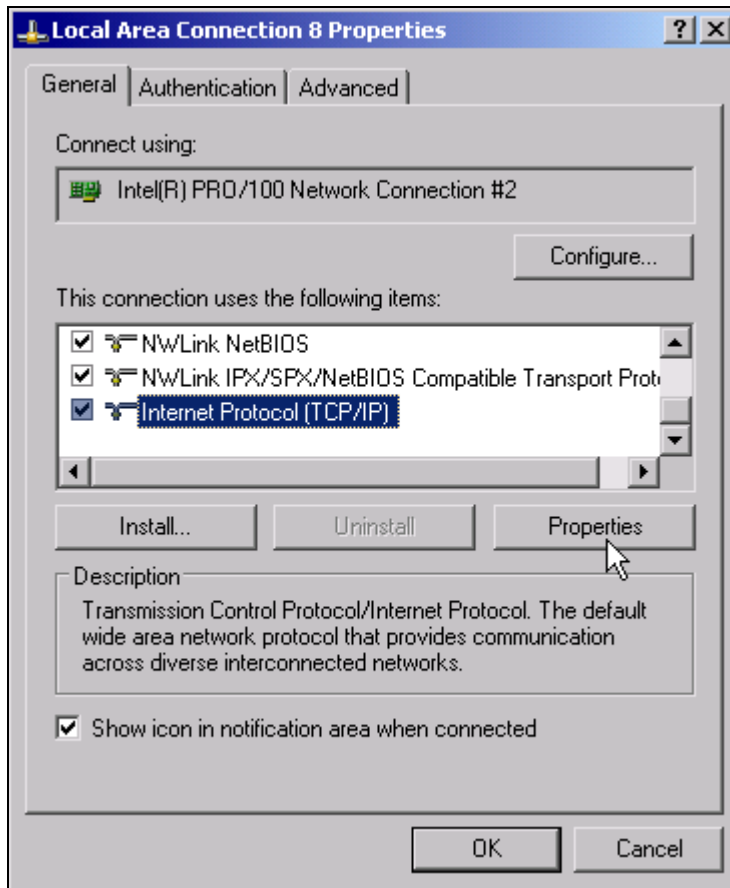 Local Area Connection 8 Properties
General Authentication Advanced
Connect using:
Intel(R) PRO/100 Network Connection #2
Configure...
This connection uses the following items:
NWLink NetBIOS
NWLink IPX/SPX/NetBIOS Compatible Transport Prot
Internet Protocol (TCP/IP)
Install... Uninstall Properties
Description
Transmission Control Protocol/Internet Protocol. The default
wide area network protocol that provides communication
across diverse interconnected networks.
Show icon in notification area when connected
OK Cancel